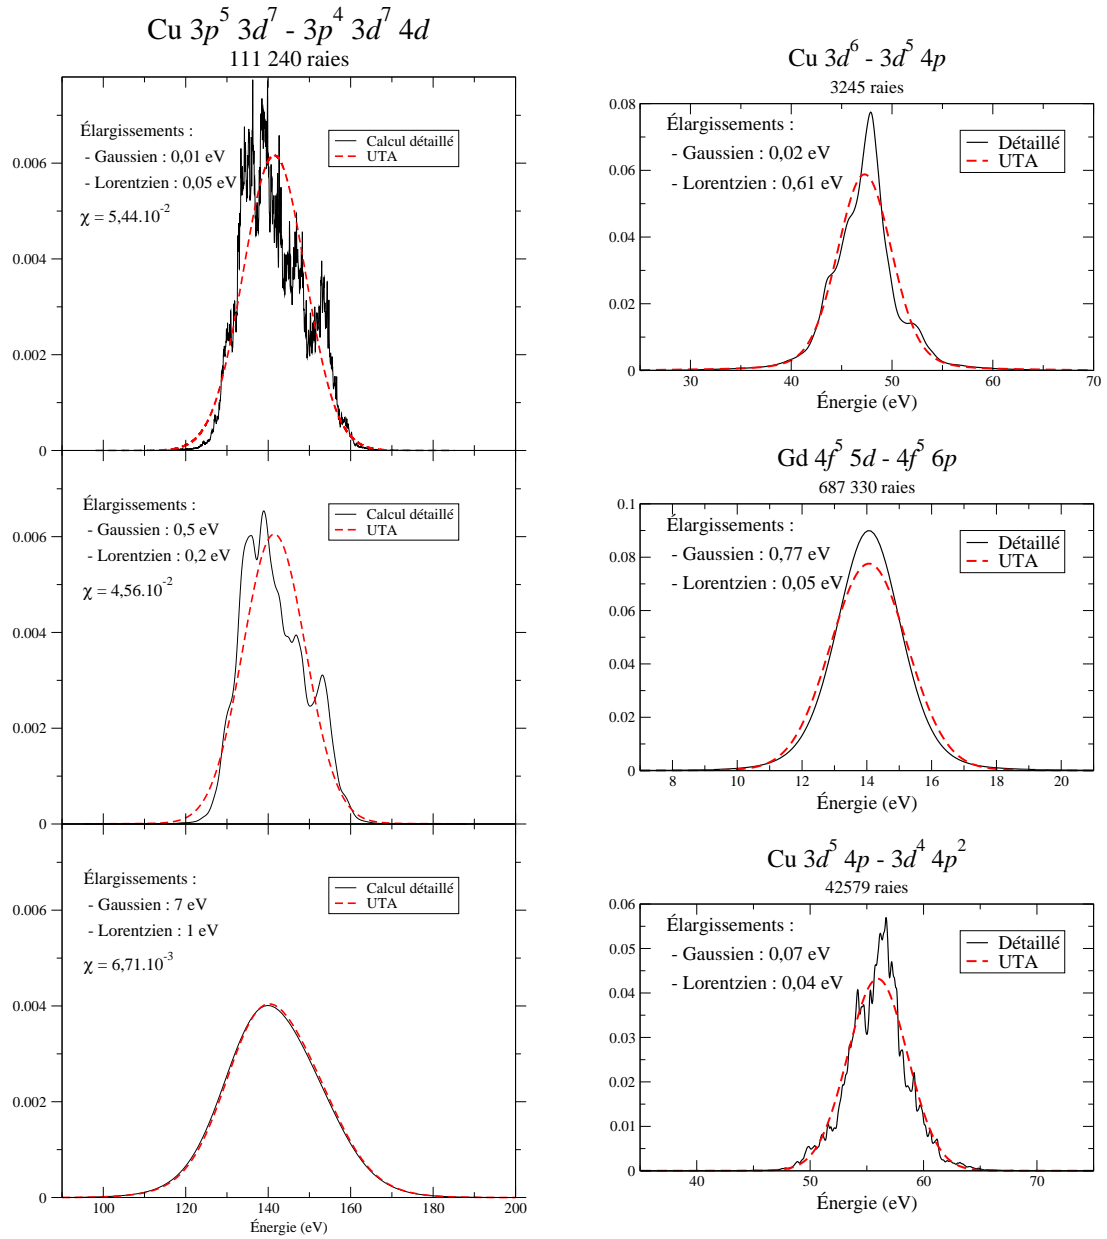 Cu 3p⁵ 3d⁷ - 3p⁴ 3d⁷ 4d
111 240 raies
Élargissements :
- Gaussien : 0,01 eV
- Lorentzien : 0,05 eV
χ = 5,44.10⁻²
Calcul détaillé
UTA
0.006
0.004
0.002
0
Élargissements :
- Gaussien : 0,5 eV
- Lorentzien : 0,2 eV
χ = 4,56.10⁻²
Calcul détaillé
UTA
0.006
0.004
0.002
0
Élargissements :
- Gaussien : 7 eV
- Lorentzien : 1 eV
χ = 6,71.10⁻³
Calcul détaillé
UTA
0.006
0.004
0.002
0
100 120 140 160 180 200
Énergie (eV)
Cu 3d⁶ - 3d⁵ 4p
3245 raies
Élargissements :
- Gaussien : 0,02 eV
- Lorentzien : 0,61 eV
Détaillé
UTA
0.08
0.06
0.04
0.02
0
30 40 50 60 70
Énergie (eV)
Gd 4f⁵ 5d - 4f⁵ 6p
687 330 raies
Élargissements :
- Gaussien : 0,77 eV
- Lorentzien : 0,05 eV
Détaillé
UTA
0.1
0.08
0.06
0.04
0.02
0
8 10 12 14 16 18 20
Énergie (eV)
Cu 3d⁵ 4p - 3d⁴ 4p²
42579 raies
Élargissements :
- Gaussien : 0,07 eV
- Lorentzien : 0,04 eV
Détaillé
UTA
0.06
0.05
0.04
0.03
0.02
0.01
0
40 50 60 70
Énergie (eV)